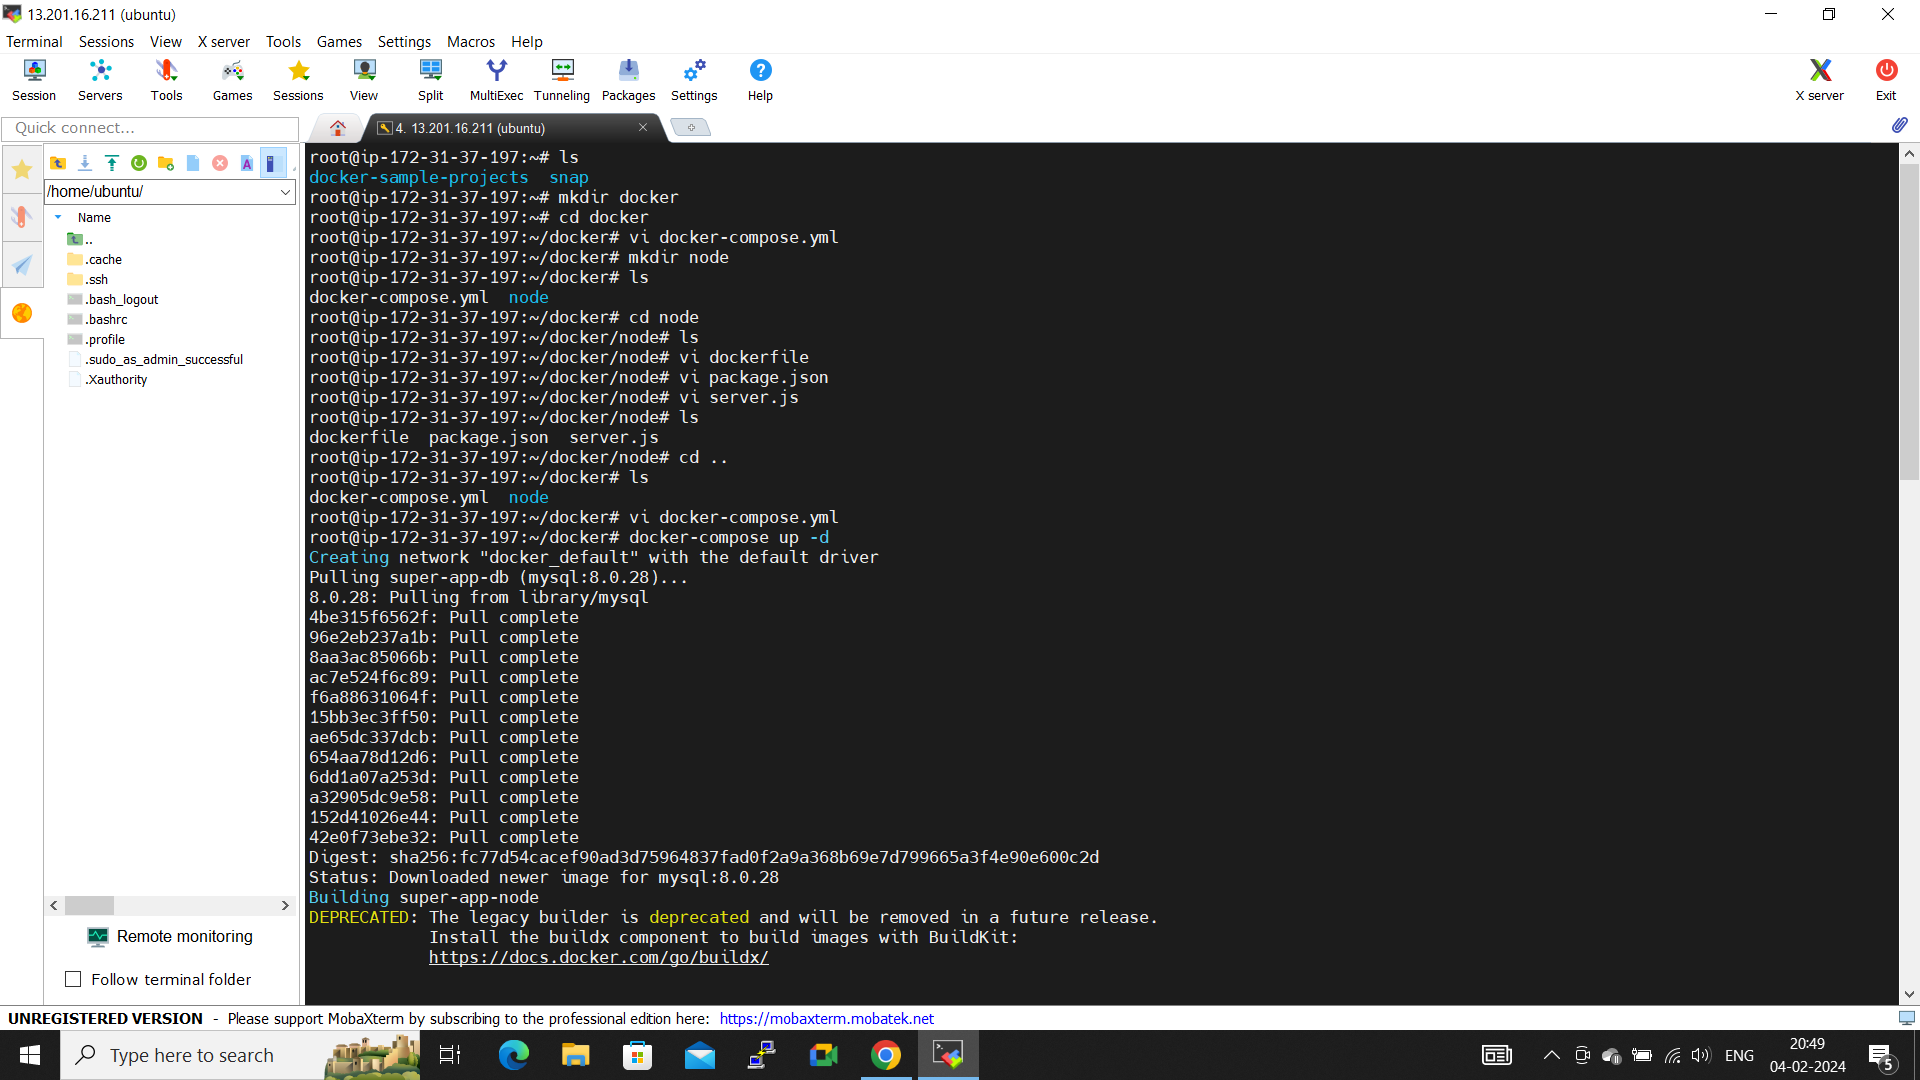 13.201.16.211 (ubuntu)
Terminal Sessions View X server Tools Games Settings Macros Help
Session Servers Tools Games Sessions View Split MultiExec Tunneling Packages Settings Help X server Exit
Quick connect...
4. 13.201.16.211 (ubuntu)
/home/ubuntu/
Name
..
.cache
.ssh
.bash_logout
.bashrc
.profile
.sudo_as_admin_successful
.Xauthority
Remote monitoring
Follow terminal folder
root@ip-172-31-37-197:~# ls
docker-sample-projects snap
root@ip-172-31-37-197:~# mkdir docker
root@ip-172-31-37-197:~# cd docker
root@ip-172-31-37-197:~/docker# vi docker-compose.yml
root@ip-172-31-37-197:~/docker# mkdir node
root@ip-172-31-37-197:~/docker# ls
docker-compose.yml node
root@ip-172-31-37-197:~/docker# cd node
root@ip-172-31-37-197:~/docker/node# ls
root@ip-172-31-37-197:~/docker/node# vi dockerfile
root@ip-172-31-37-197:~/docker/node# vi package.json
root@ip-172-31-37-197:~/docker/node# vi server.js
root@ip-172-31-37-197:~/docker/node# ls
dockerfile package.json server.js
root@ip-172-31-37-197:~/docker/node# cd ..
root@ip-172-31-37-197:~/docker# ls
docker-compose.yml node
root@ip-172-31-37-197:~/docker# vi docker-compose.yml
root@ip-172-31-37-197:~/docker# docker-compose up -d
Creating network "docker_default" with the default driver
Pulling super-app-db (mysql:8.0.28)...
8.0.28: Pulling from library/mysql
4be315f6562f: Pull complete
96e2eb237a1b: Pull complete
8aa3ac85066b: Pull complete
ac7e524f6c89: Pull complete
f6a88631064f: Pull complete
15bb3ec3ff50: Pull complete
ae65dc337dcb: Pull complete
654aa78d12d6: Pull complete
6dd1a07a253d: Pull complete
a32905dc9e58: Pull complete
152d41026e44: Pull complete
42e0f73ebe32: Pull complete
Digest: sha256:fc77d54cacef90ad3d75964837fad0f2a9a368b69e7d799665a3f4e90e600c2d
Status: Downloaded newer image for mysql:8.0.28
Building super-app-node
DEPRECATED: The legacy builder is deprecated and will be removed in a future release.
Install the buildx component to build images with BuildKit:
https://docs.docker.com/go/buildx/
UNREGISTERED VERSION - Please support MobaXterm by subscribing to the professional edition here: https://mobaxterm.mobatek.net
Type here to search
ENG
20:49
04-02-2024
5